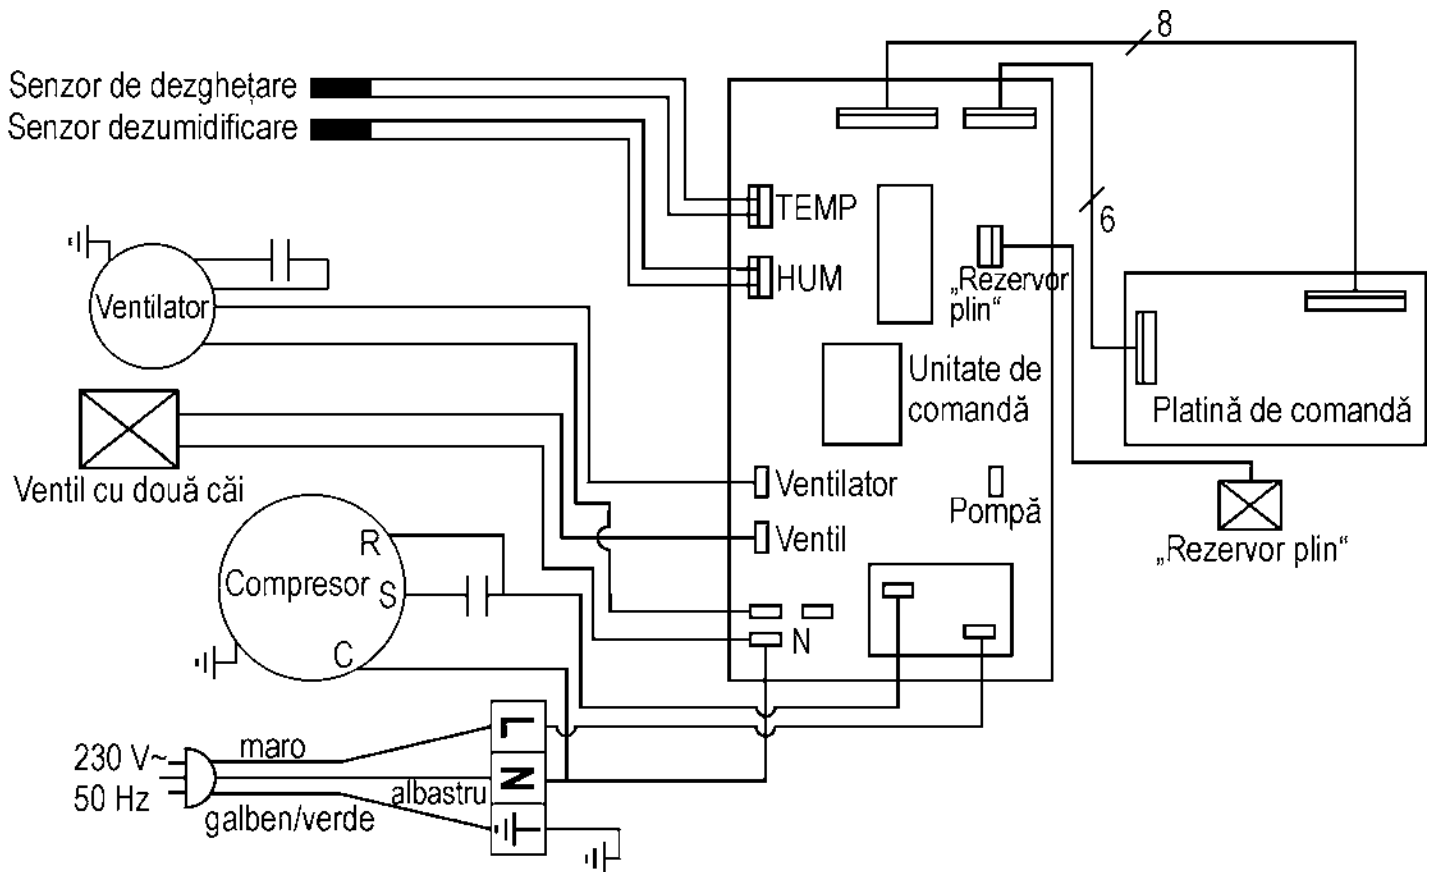 8
Senzor de dezghețare
Senzor dezumidificare
TEMP
6
HUM
Ventilator
„Rezervor
plin“
Unitate de
comandă
Platină de comandă
Ventil cu două căi
Ventilator
Pompă
R
Ventil
„Rezervor plin“
Compresor
S
N
C
L
230 V~
maro
N
50 Hz
albastru
galben/verde